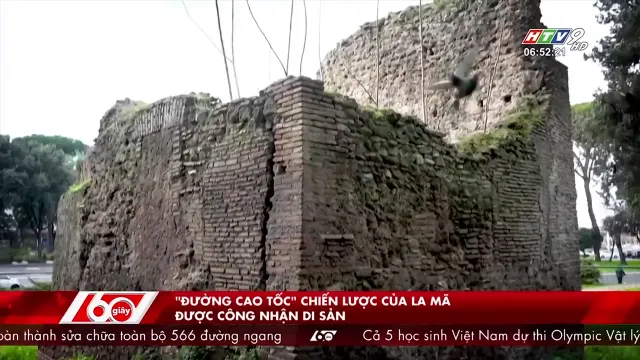 HTV9 HD
06:52:21
60 giây
"ĐƯỜNG CAO TỐC" CHIẾN LƯỢC CỦA LA MÃ
ĐƯỢC CÔNG NHẬN DI SẢN
oàn thành sửa chữa toàn bộ 566 đường ngang 60 Cả 5 học sinh Việt Nam dự thi Olympic Vật lý